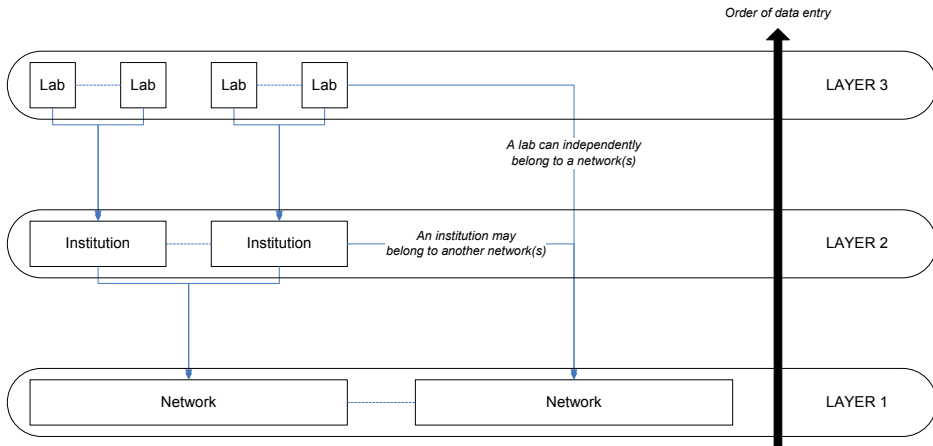 Order of data entry
Lab Lab Lab Lab LAYER 3
A lab can independently
belong to a network(s)
Institution Institution LAYER 2
An institution may
belong to another network(s)
Network Network LAYER 1